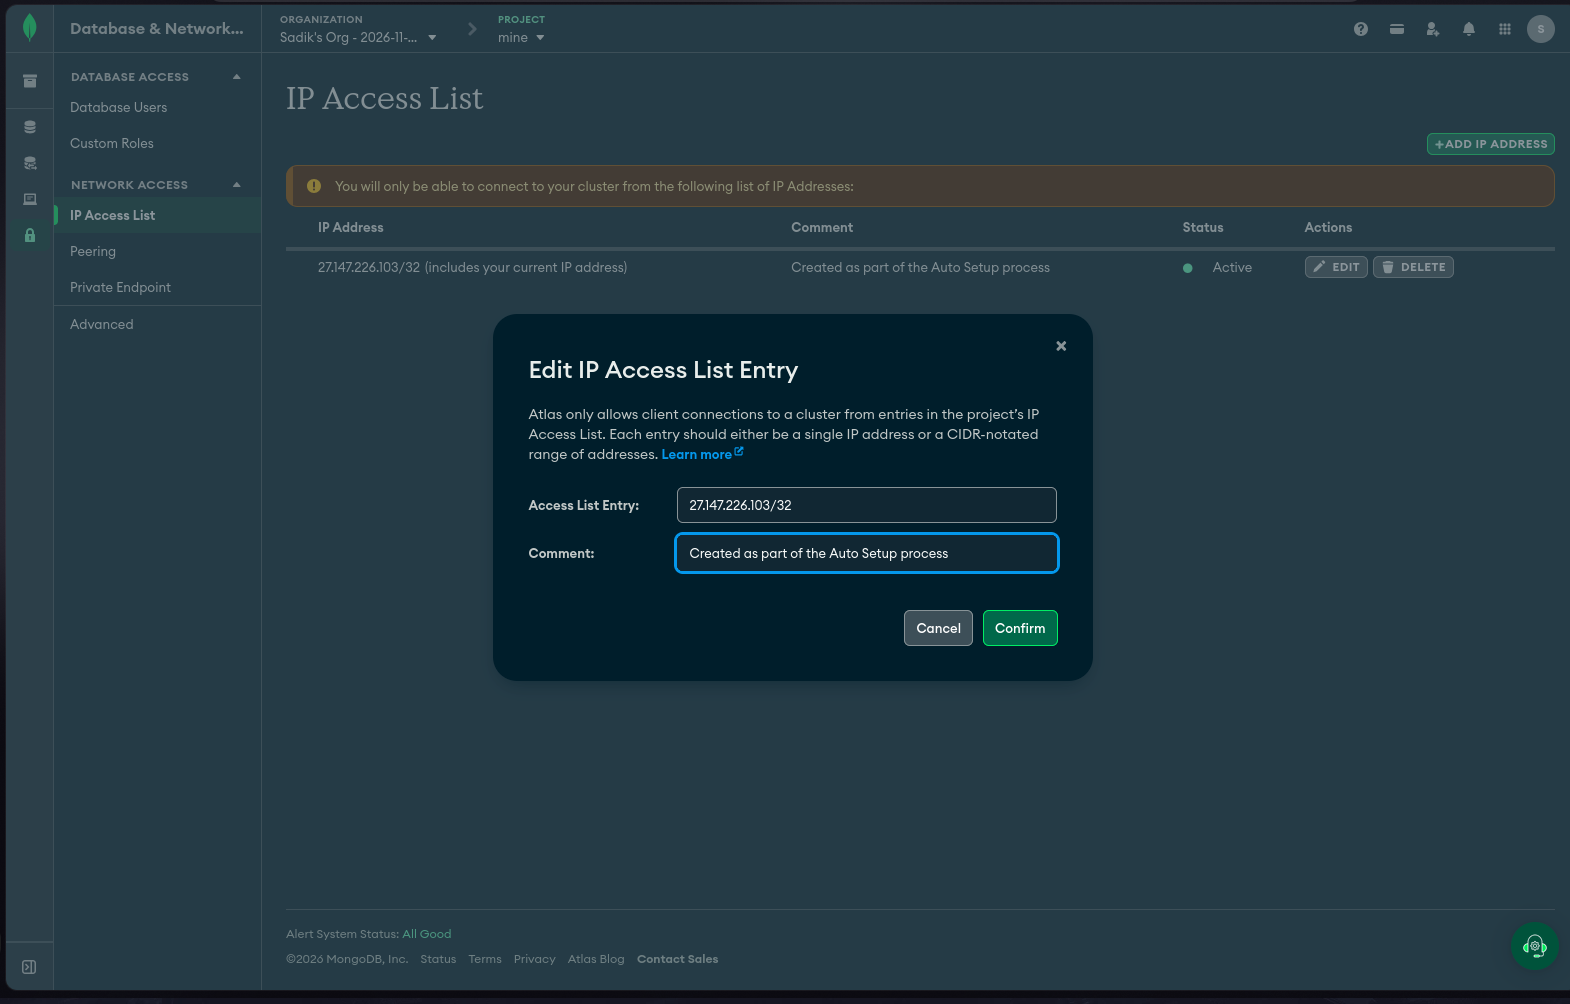 Database & Network...
ORGANIZATION
Sadik's Org - 2026-11-...
PROJECT
mine
S
DATABASE ACCESS
Database Users
Custom Roles
NETWORK ACCESS
IP Access List
Peering
Private Endpoint
Advanced
IP Access List
+ADD IP ADDRESS
You will only be able to connect to your cluster from the following list of IP Addresses:
IP Address Comment Status Actions
27.147.226.103/32 (includes your current IP address) Created as part of the Auto Setup process Active EDIT DELETE
Edit IP Access List Entry
Atlas only allows client connections to a cluster from entries in the project's IP
Access List. Each entry should either be a single IP address or a CIDR-notated
range of addresses. Learn more
Access List Entry: 27.147.226.103/32
Comment: Created as part of the Auto Setup process
Cancel Confirm
Alert System Status: All Good
©2026 MongoDB, Inc. Status Terms Privacy Atlas Blog Contact Sales